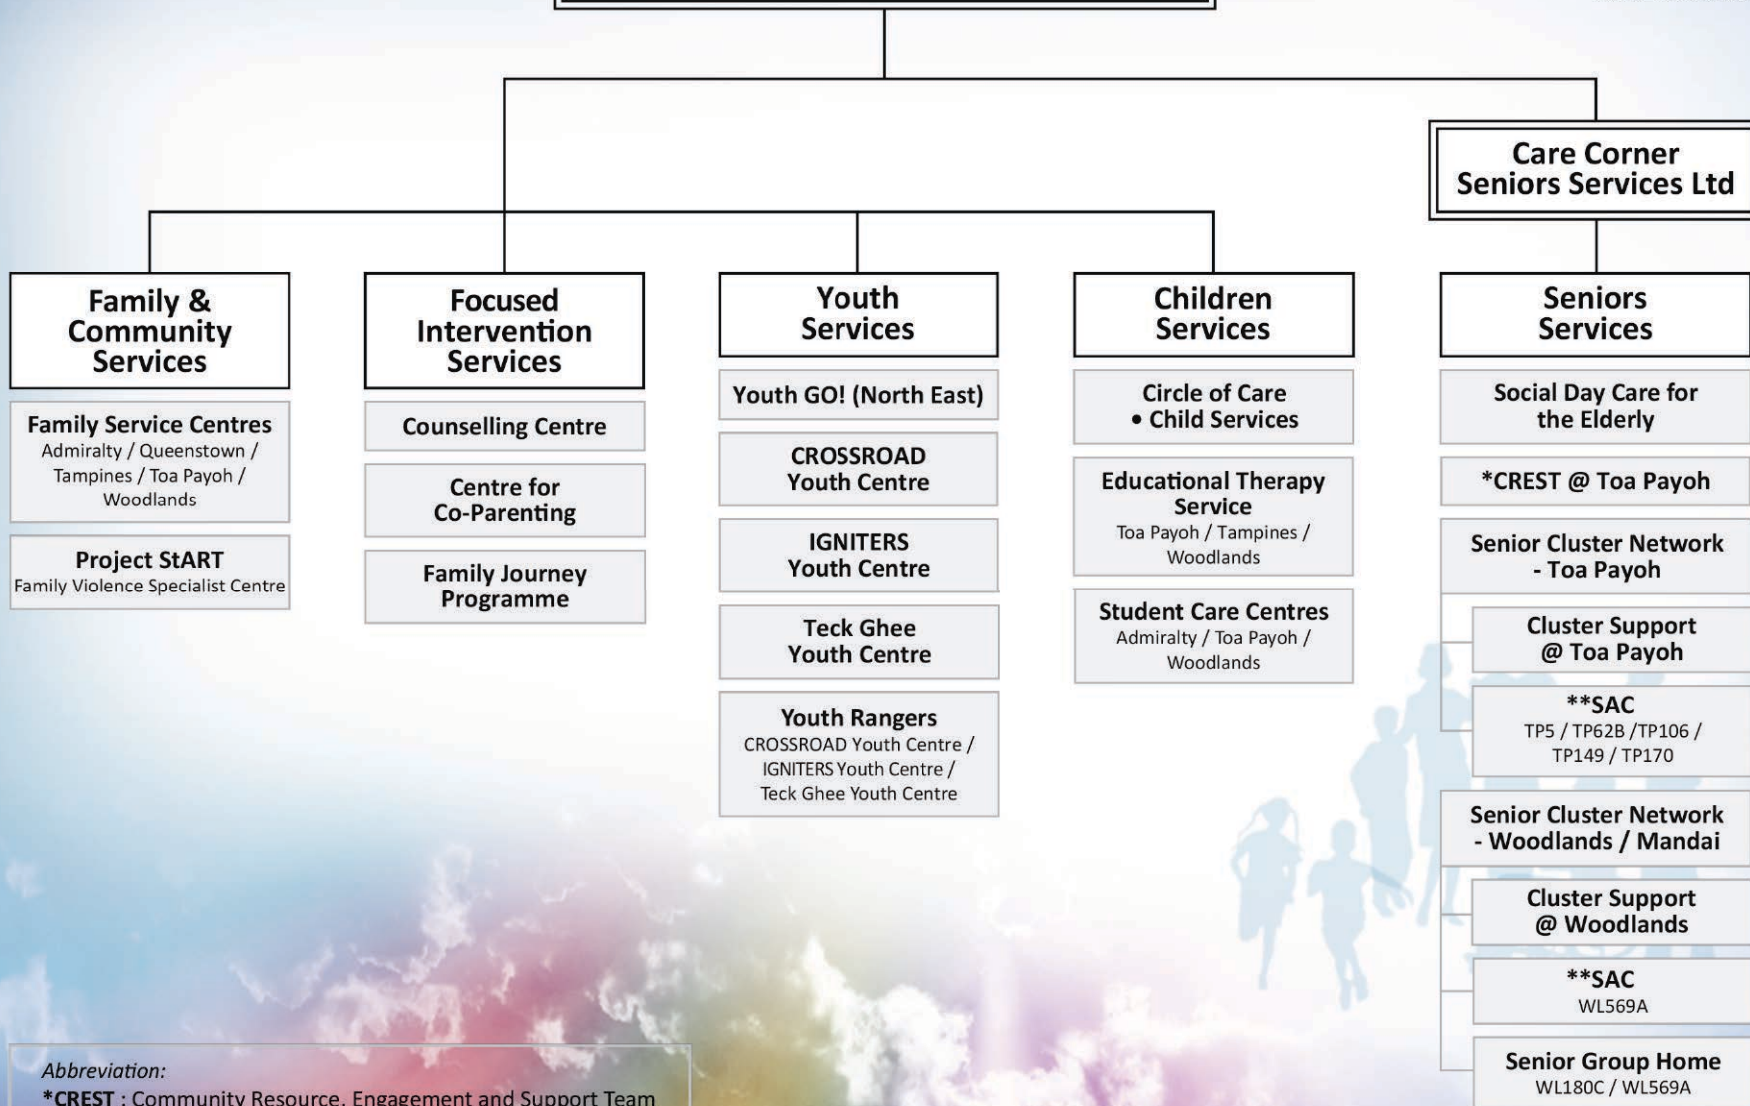 Care Corner
Seniors Services Ltd
Family &
Community
Services
Family Service Centres
Admiralty / Queenstown /
Tampines / Toa Payoh /
Woodlands
Project StART
Family Violence Specialist Centre
Focused
Intervention
Services
Counselling Centre
Centre for
Co-Parenting
Family Journey
Programme
Youth
Services
Youth GO! (North East)
CROSSROAD
Youth Centre
IGNITERS
Youth Centre
Teck Ghee
Youth Centre
Youth Rangers
CROSSROAD Youth Centre /
IGNITERS Youth Centre /
Teck Ghee Youth Centre
Children
Services
Circle of Care
• Child Services
Educational Therapy
Service
Toa Payoh / Tampines /
Woodlands
Student Care Centres
Admiralty / Toa Payoh /
Woodlands
Seniors
Services
Social Day Care for
the Elderly
*CREST @ Toa Payoh
Senior Cluster Network
- Toa Payoh
Cluster Support
@ Toa Payoh
**SAC
TP5 / TP62B /TP106 /
TP149 / TP170
Senior Cluster Network
- Woodlands / Mandai
Cluster Support
@ Woodlands
**SAC
WL569A
Senior Group Home
WL180C / WL569A
Abbreviation:
*CREST : Community Resource, Engagement and Support Team